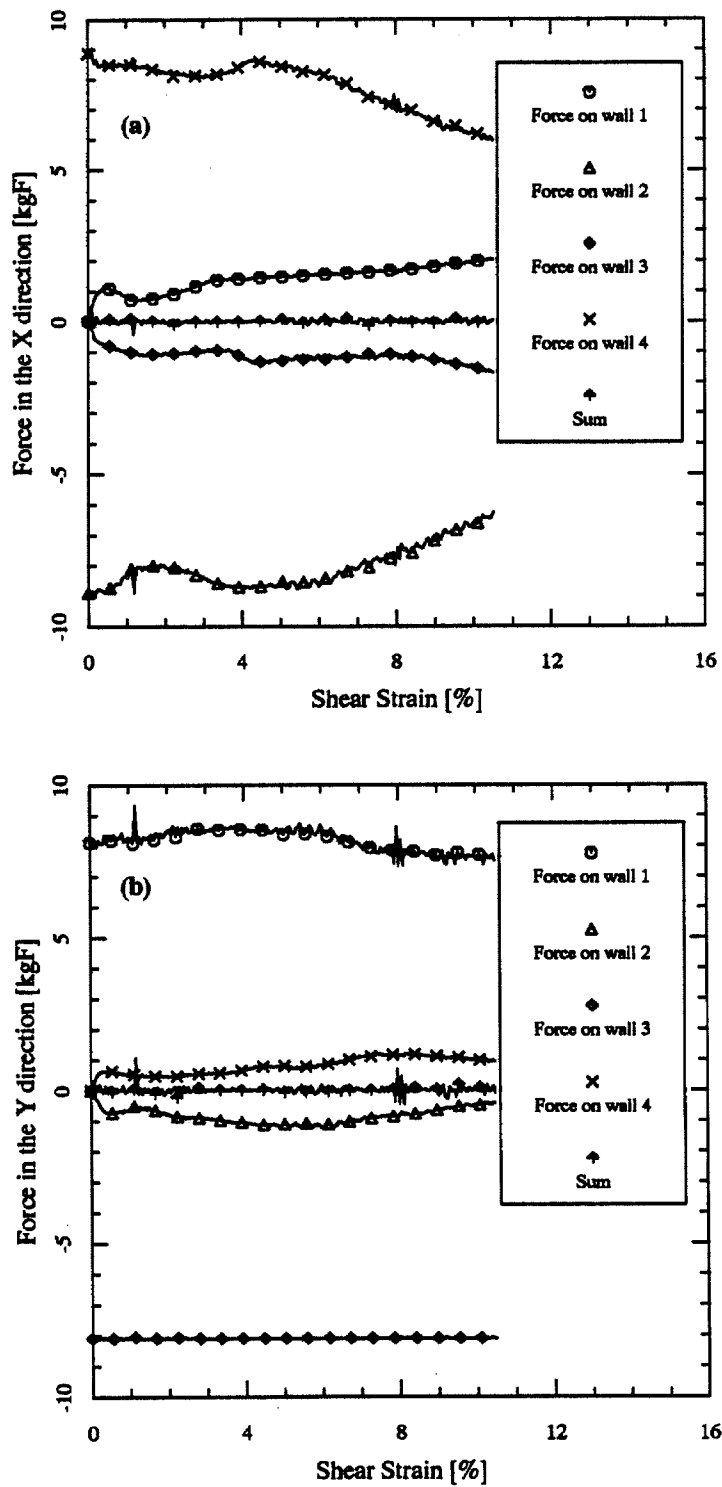 10
5
0
-5
-10
Force in the X direction [kgF]
(a)
Force on wall 1
Force on wall 2
Force on wall 3
Force on wall 4
Sum
0
4
8
12
16
Shear Strain [%]
10
5
0
-5
-10
Force in the Y direction [kgF]
(b)
Force on wall 1
Force on wall 2
Force on wall 3
Force on wall 4
Sum
0
4
8
12
16
Shear Strain [%]